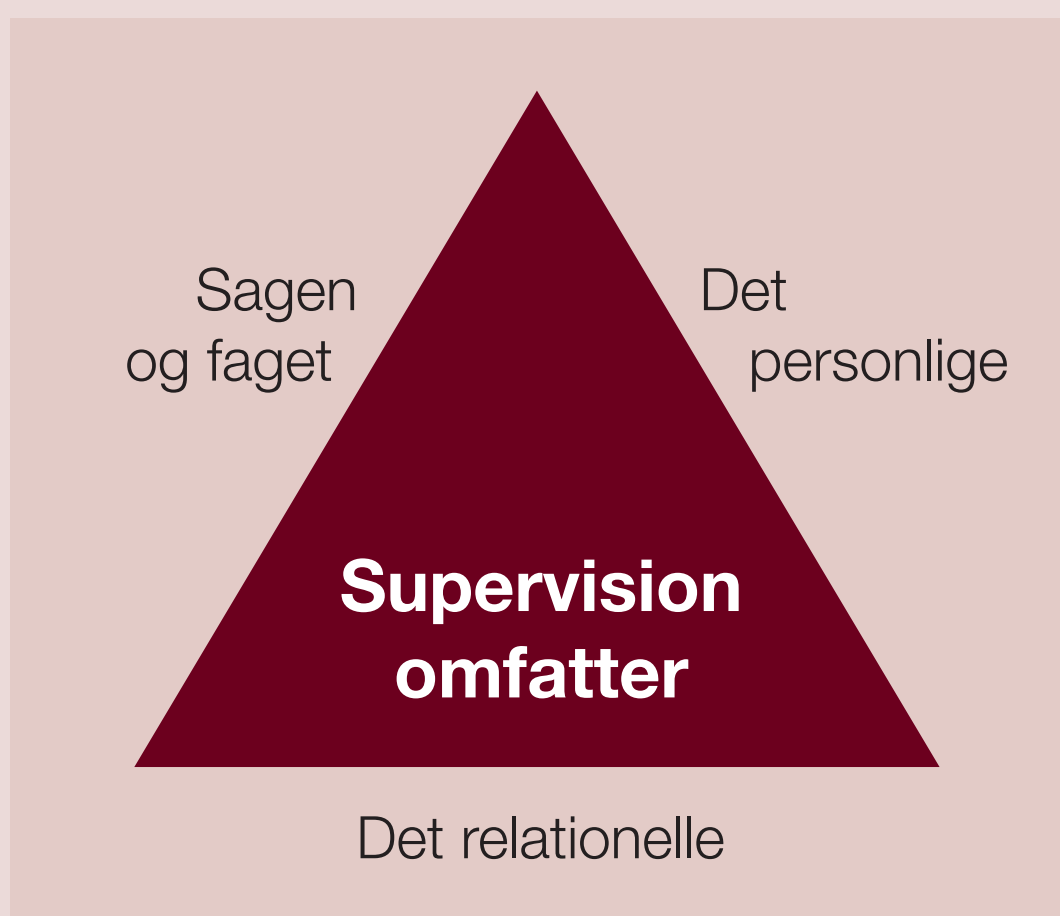 Sagen
og faget
Det
personlige
Supervision
omfatter
Det relationelle